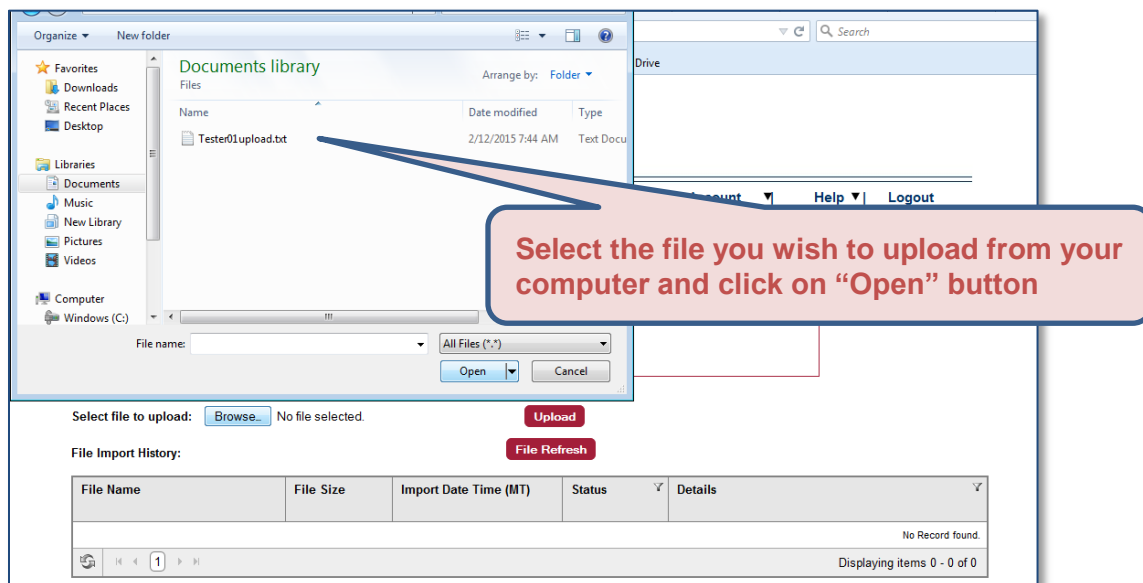 Organize New folder
Search
Favorites
Downloads
Recent Places
Desktop
Libraries
Documents
Music
New Library
Pictures
Videos
Computer
Windows (C:)
Documents library
Files
Arrange by: Folder
Name Date modified Type
Tester01upload.txt 2/12/2015 7:44 AM Text Docu
Drive
Help Logout
Select the file you wish to upload from your
computer and click on “Open” button
File name: All Files (*.*)
Open Cancel
Select file to upload: Browse... No file selected. Upload
File Import History: File Refresh
File Name File Size Import Date Time (MT) Status Details
No Record found.
1 Displaying items 0 - 0 of 0